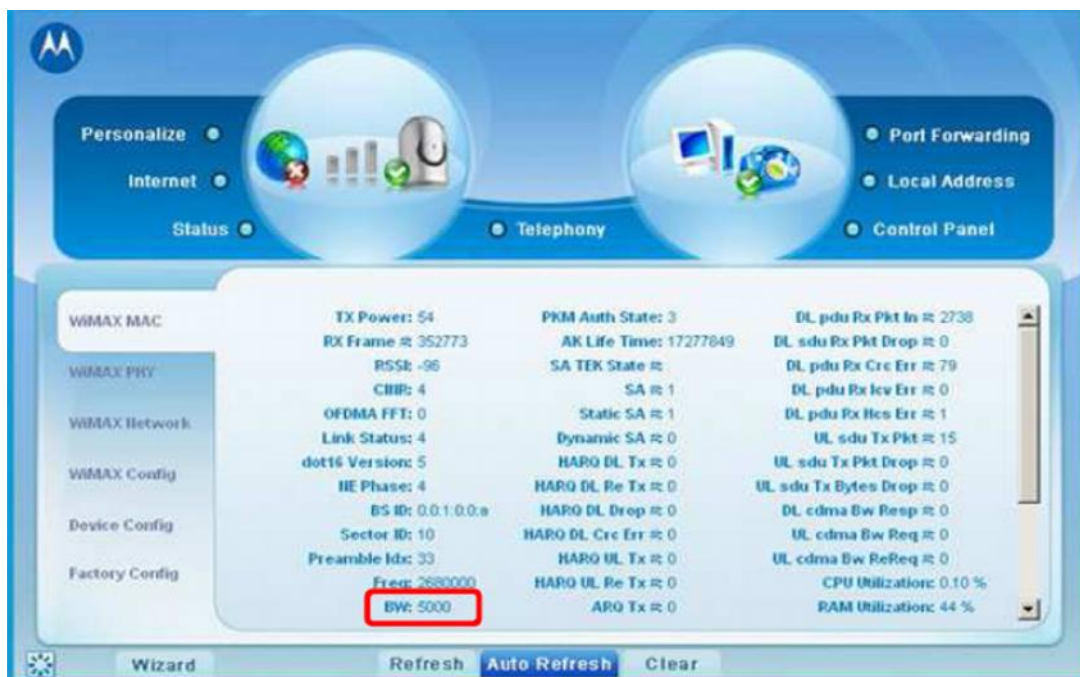 Personalize
Internet
Status
Telephony
Port Forwarding
Local Address
Control Panel
WiMAX MAC
WiMAX PHY
WiMAX Network
WiMAX Config
Device Config
Factory Config
TX Power: 54
RX Frame #: 352773
RSSI: -96
CINR: 4
OFDMA FFT: 0
Link Status: 4
dot16 Version: 5
NE Phase: 4
BS ID: 0.0:1:0:0:a
Sector ID: 10
Preamble Idx: 33
Freq: 2680000
BW: 5000
PKM Auth State: 3
AK Life Time: 17277849
SA TEK State #:
SA #: 1
Static SA #: 1
Dynamic SA #: 0
HARQ DL Tx #: 0
HARQ DL Re Tx #: 0
HARQ DL Drop #: 0
HARQ DL Crc Err #: 0
HARQ UL Tx #: 0
HARQ UL Re Tx #: 0
ARQ Tx #: 0
DL pdu Rx Pkt In #: 2738
DL sdu Rx Pkt Drop #: 0
DL pdu Rx Crc Err #: 79
DL pdu Rx Icv Err #: 0
DL pdu Rx Hcs Err #: 1
UL sdu Tx Pkt #: 15
UL sdu Tx Pkt Drop #: 0
UL sdu Tx Bytes Drop #: 0
DL cdma Bw Resp #: 0
UL cdma Bw Req #: 0
UL cdma Bw ReReq #: 0
CPU Utilization: 0.10 %
RAM Utilization: 44 %
Wizard
Refresh
Auto Refresh
Clear